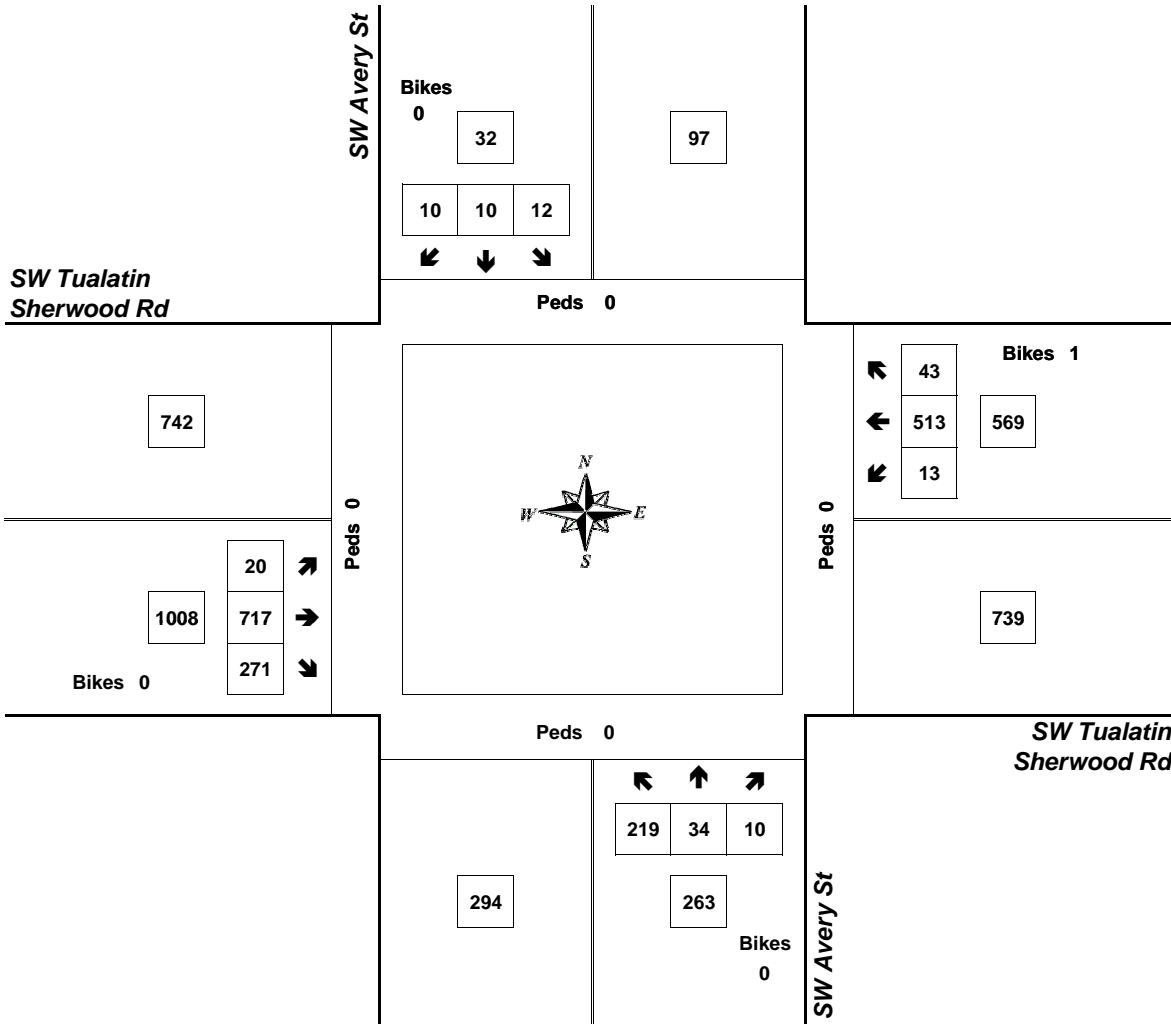 SW Avery St
Bikes
0
32
97
10 10 12
SW Tualatin
Sherwood Rd
Peds 0
Bikes 1
43
742
513 569
13
N
W E
S
Peds 0
Peds 0
20
1008 717
739
271
Bikes 0
Peds 0
SW Tualatin
Sherwood Rd
219 34 10
294
263
Bikes
0
SW Avery St